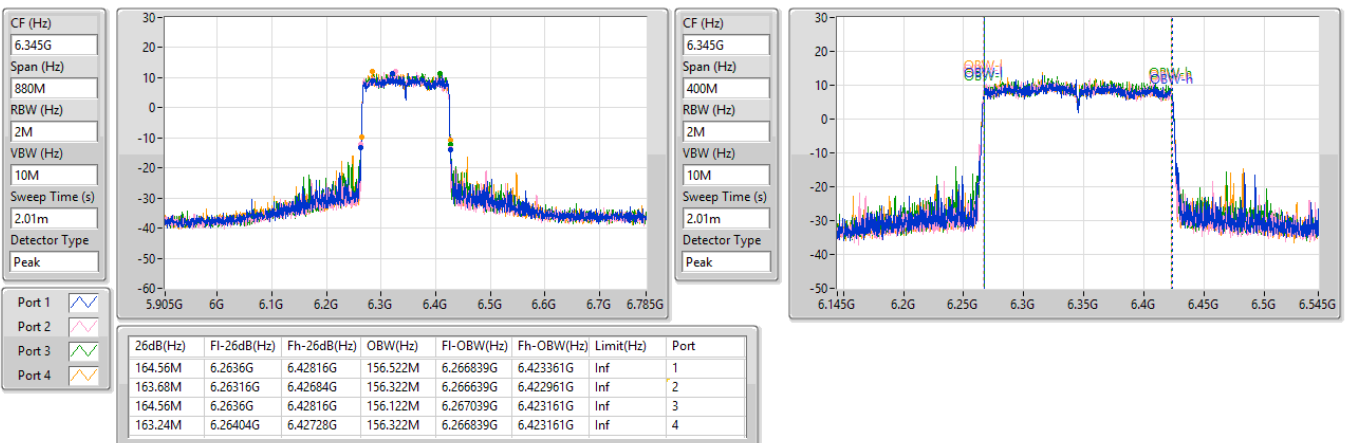 CF (Hz)
6.345G
Span (Hz)
880M
RBW (Hz)
2M
VBW (Hz)
10M
Sweep Time (s)
2.01m
Detector Type
Peak
30
20
10
0
-10
-20
-30
-40
-50
-60
5.905G 6G 6.1G 6.2G 6.3G 6.4G 6.5G 6.6G 6.7G 6.785G
CF (Hz)
6.345G
Span (Hz)
400M
RBW (Hz)
2M
VBW (Hz)
10M
Sweep Time (s)
2.01m
Detector Type
Peak
30
20
10
0
-10
-20
-30
-40
-50
OBW-l
OBW-h
6.145G 6.2G 6.25G 6.3G 6.35G 6.4G 6.45G 6.5G 6.545G
Port 1
Port 2
Port 3
Port 4
26dB(Hz) Fl-26dB(Hz) Fh-26dB(Hz) OBW(Hz) Fl-OBW(Hz) Fh-OBW(Hz) Limit(Hz) Port
164.56M 6.2636G 6.42816G 156.522M 6.266839G 6.423361G Inf 1
163.68M 6.26316G 6.42684G 156.322M 6.266639G 6.422961G Inf 2
164.56M 6.2636G 6.42816G 156.122M 6.267039G 6.423161G Inf 3
163.24M 6.26404G 6.42728G 156.322M 6.266839G 6.423161G Inf 4